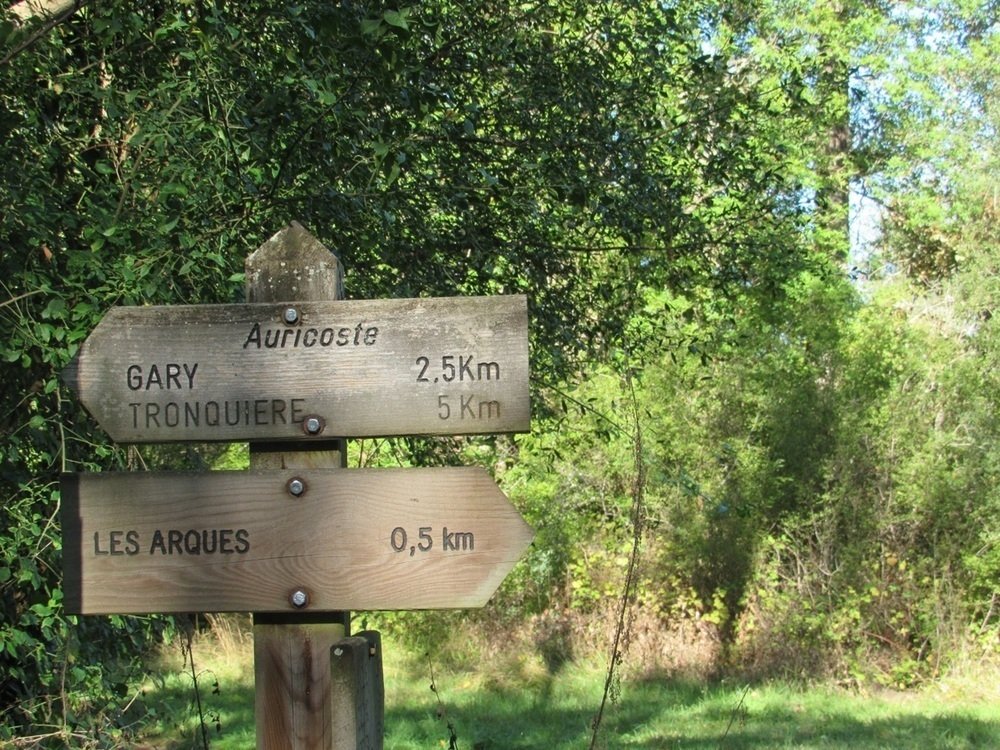 Auricoste
GARY 2,5Km
TRONQUIERE 5 Km
LES ARQUES 0,5 km